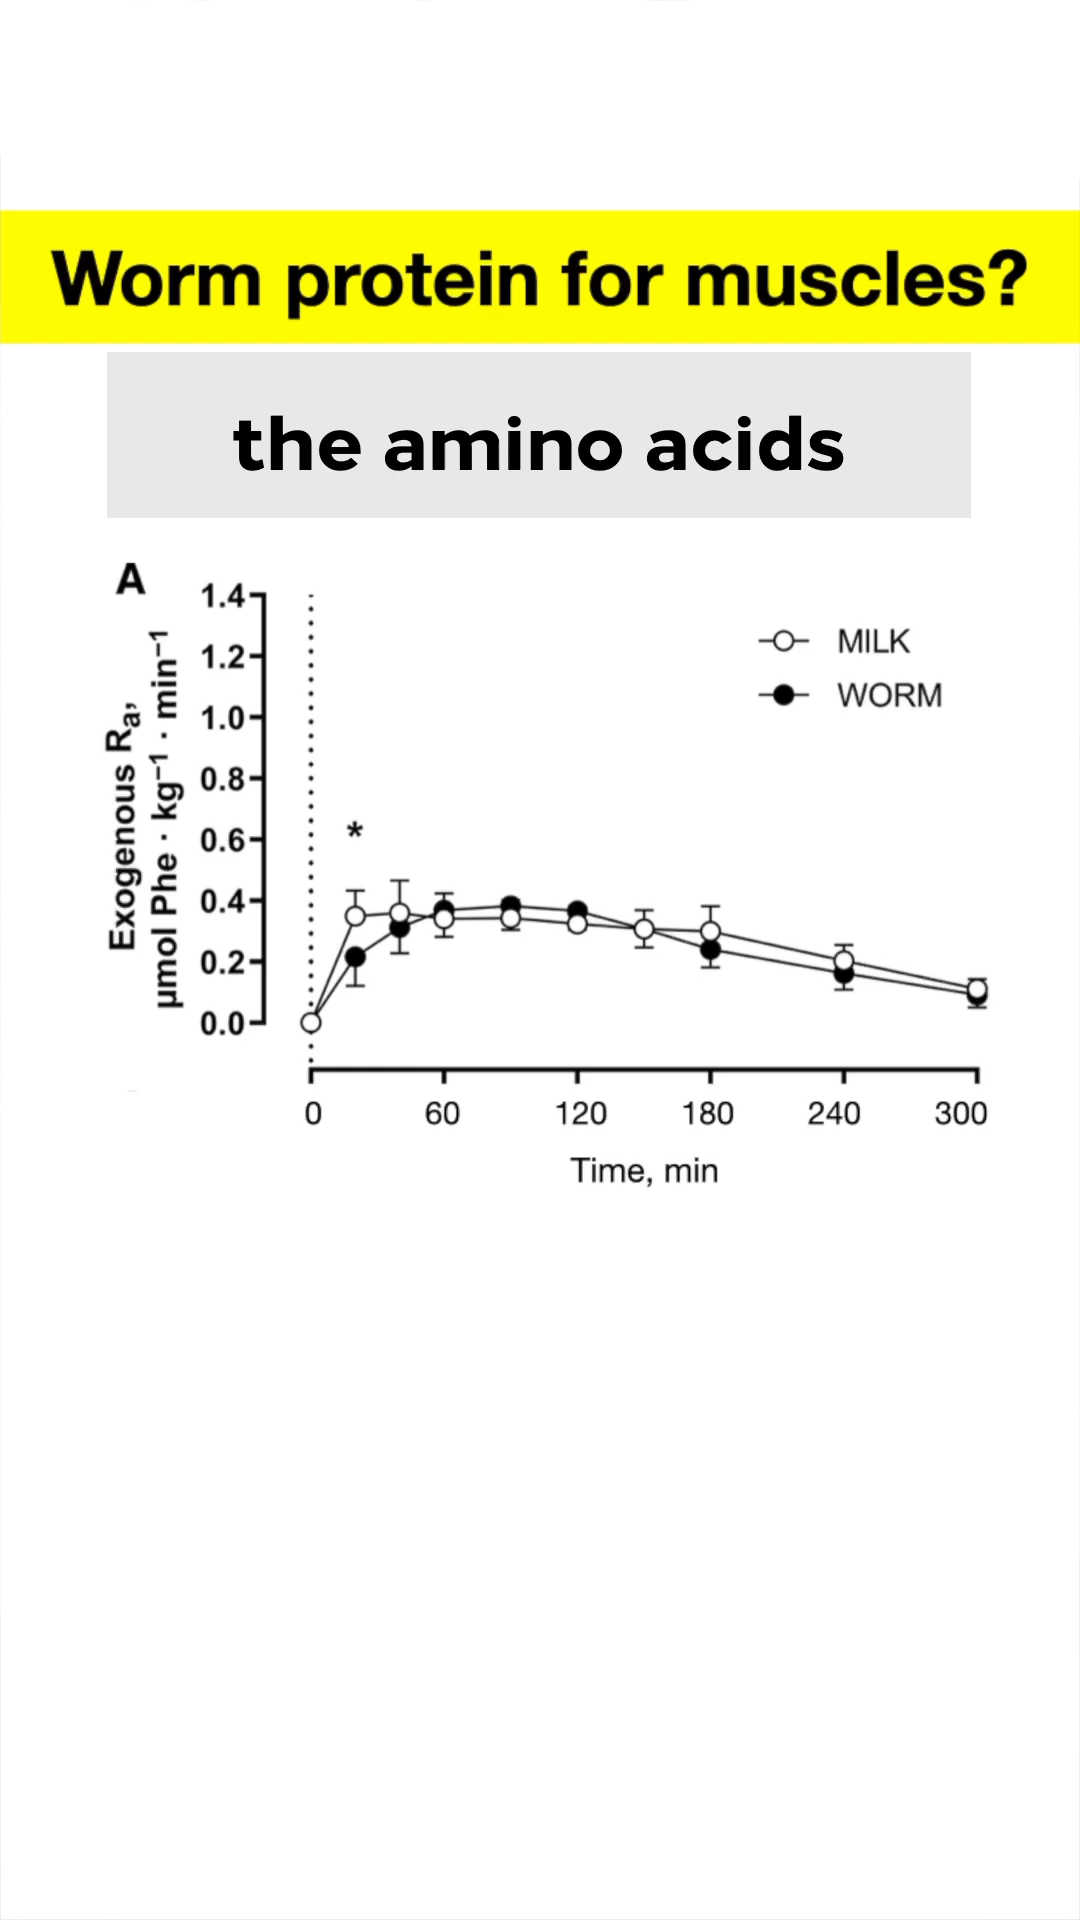 Worm protein for muscles?
the amino acids
A
Exogenous Ra,
µmol Phe · kg⁻¹ · min⁻¹
1.4
1.2
1.0
0.8
0.6
0.4
0.2
0.0
MILK
WORM
*
0 60 120 180 240 300
Time, min